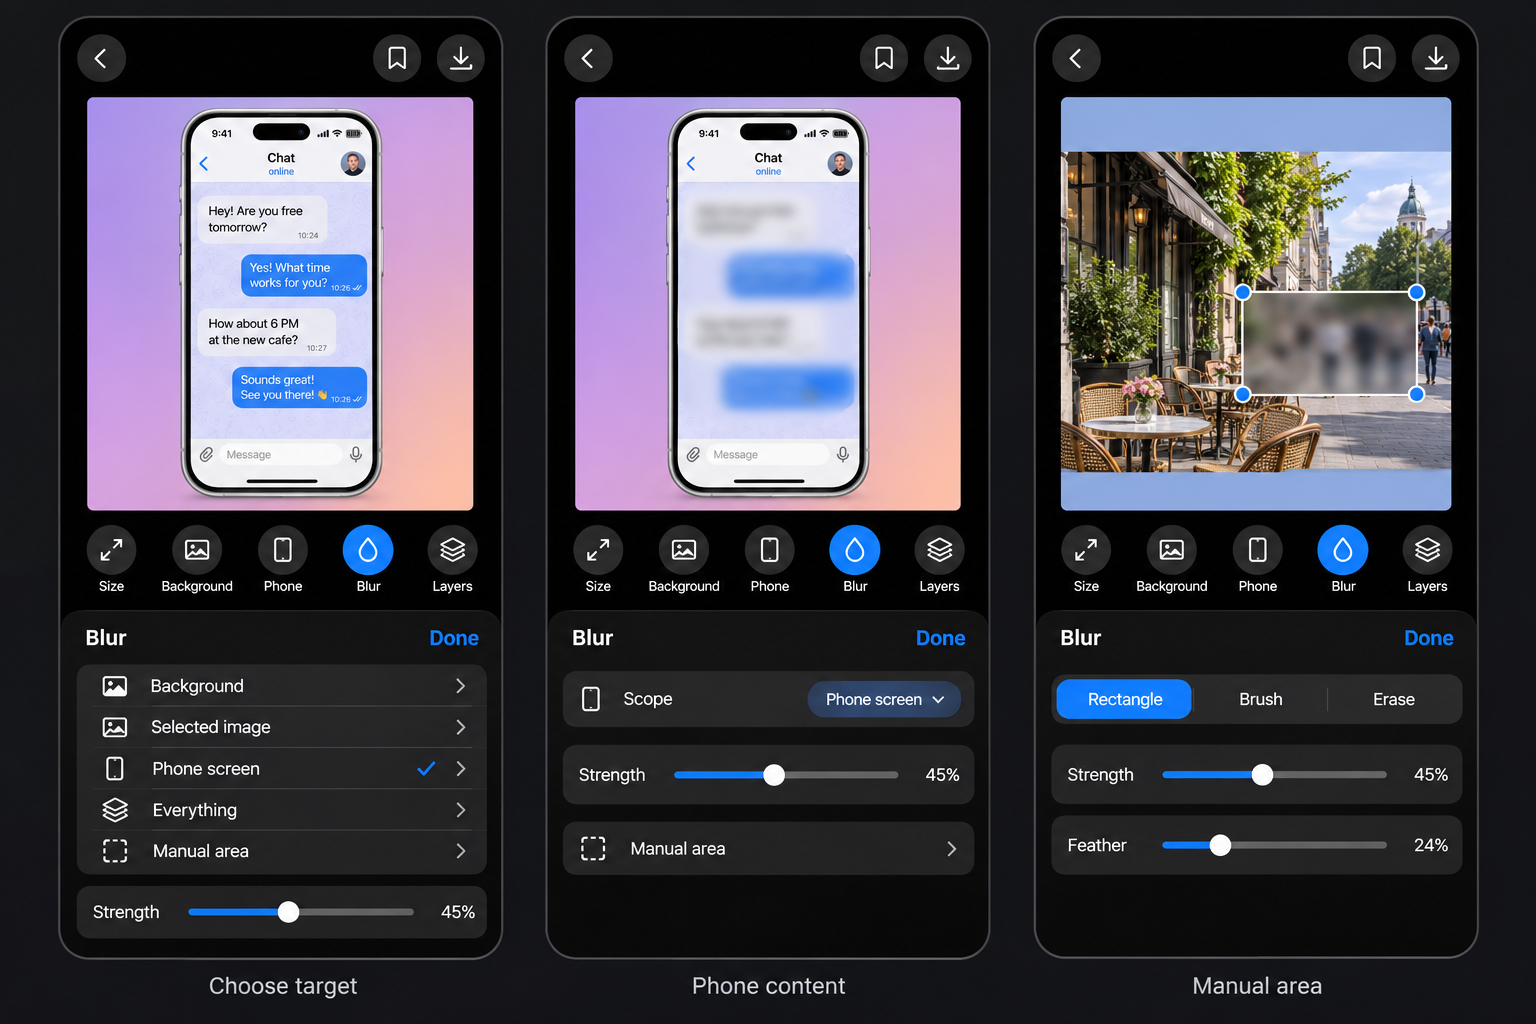 9:41
Chat
online
Hey! Are you free
tomorrow?
10:24
Yes! What time
works for you?
10:26
How about 6 PM
at the new cafe?
10:27
Sounds great!
See you there! 👋
10:28
Message
Size
Background
Phone
Blur
Layers
Blur
Done
Background
Selected image
Phone screen
Everything
Manual area
Strength
45%
Choose target
9:41
Chat
online
Message
Size
Background
Phone
Blur
Layers
Blur
Done
Scope
Phone screen
Strength
45%
Manual area
Phone content
Size
Background
Phone
Blur
Layers
Blur
Done
Rectangle
Brush
Erase
Strength
45%
Feather
24%
Manual area